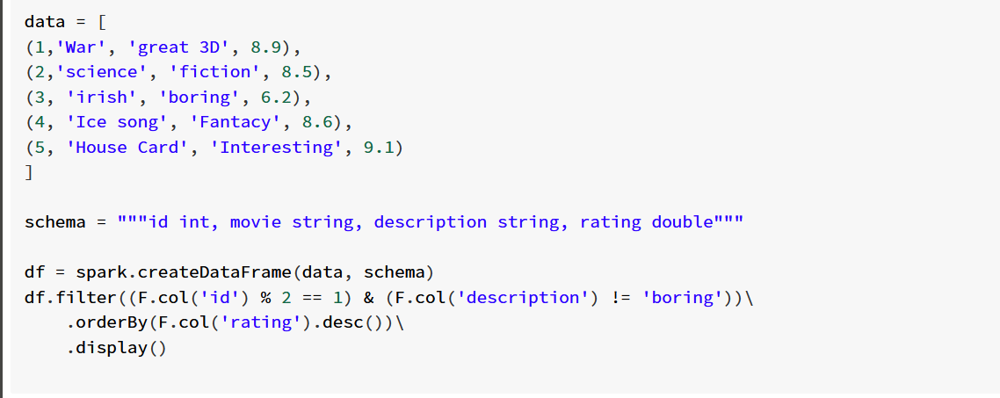 data = [
(1,'War', 'great 3D', 8.9),
(2,'science', 'fiction', 8.5),
(3, 'irish', 'boring', 6.2),
(4, 'Ice song', 'Fantacy', 8.6),
(5, 'House Card', 'Interesting', 9.1)
]
schema = """id int, movie string, description string, rating double"""
df = spark.createDataFrame(data, schema)
df.filter((F.col('id') % 2 == 1) & (F.col('description') != 'boring'))\
.orderBy(F.col('rating').desc())\
.display()